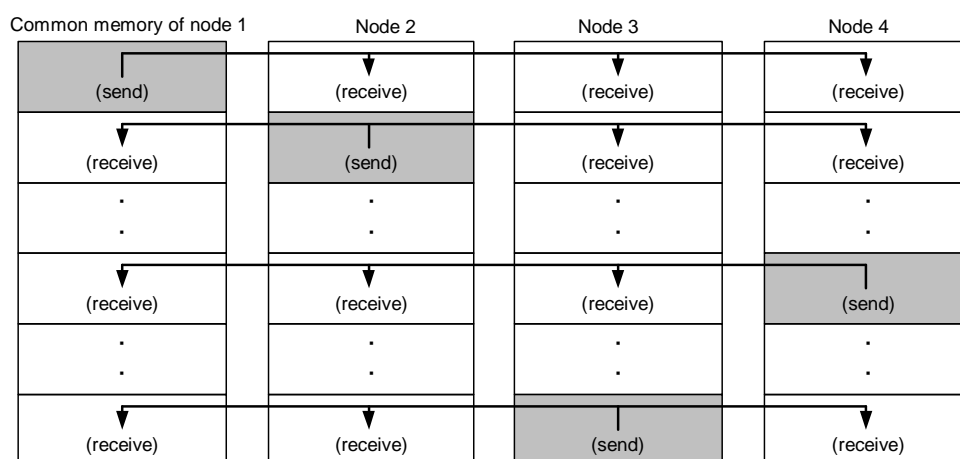 Common memory of node 1 Node 2 Node 3 Node 4
(send) (receive) (receive) (receive)
(receive) (send) (receive) (receive)
. . . .
. . . .
(receive) (receive) (receive) (send)
. . . .
. . . .
(receive) (receive) (send) (receive)